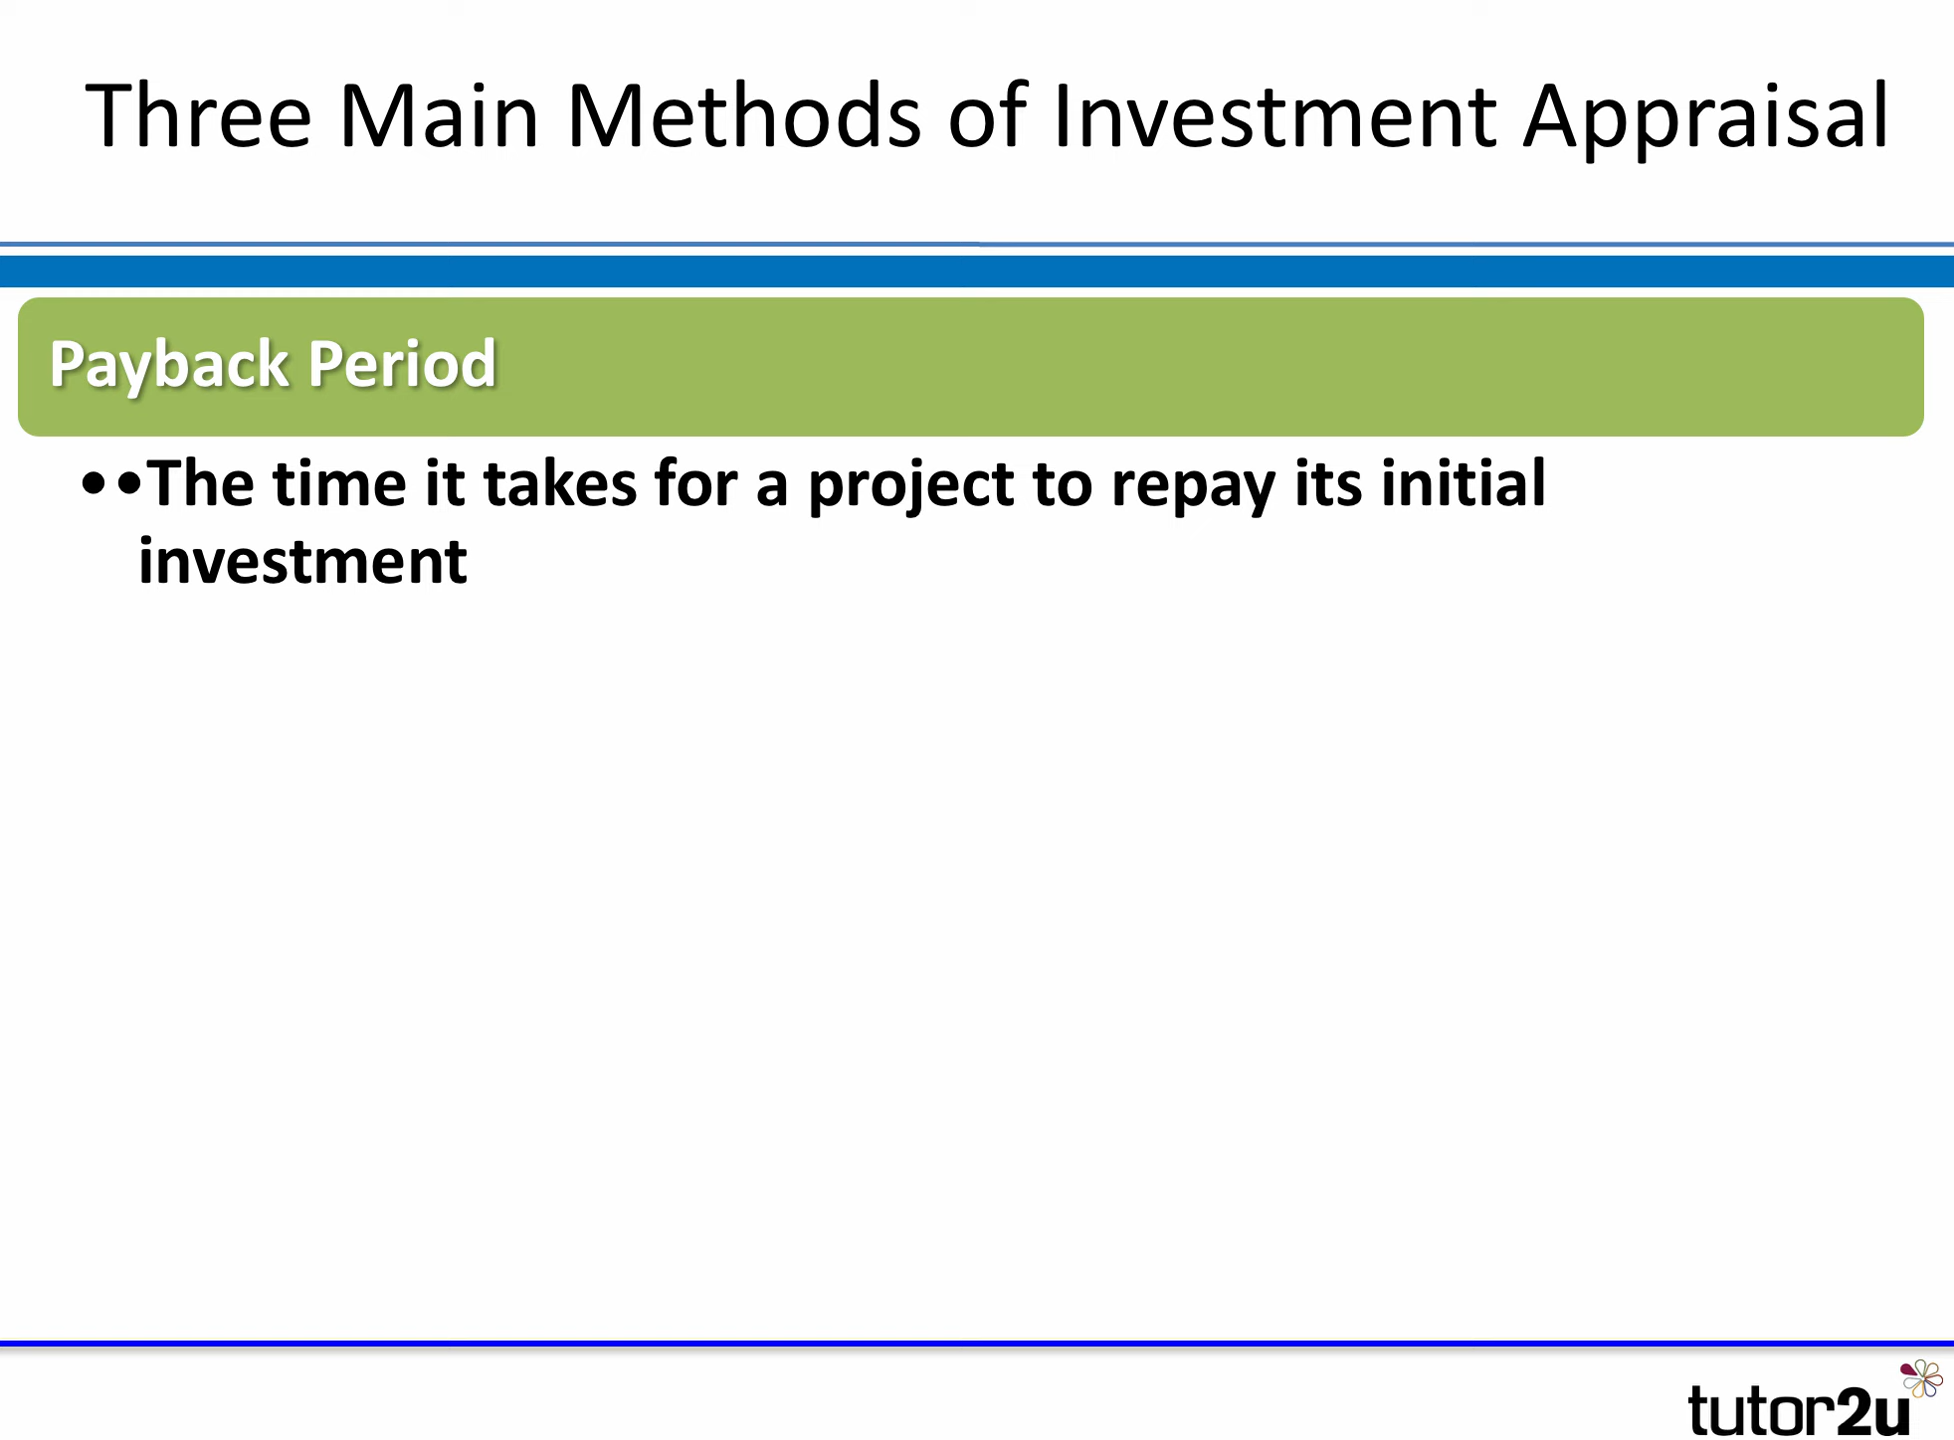 Three Main Methods of Investment Appraisal
Payback Period
••The time it takes for a project to repay its initial
investment
tutor2u